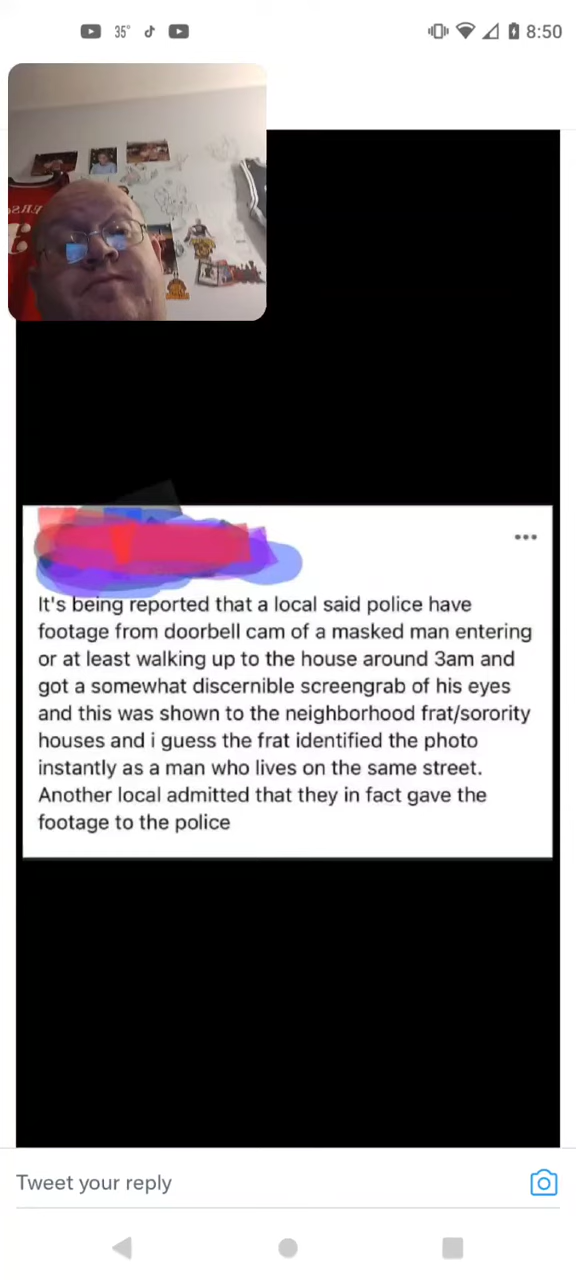 35°
8:50
It's being reported that a local said police have
footage from doorbell cam of a masked man entering
or at least walking up to the house around 3am and
got a somewhat discernible screengrab of his eyes
and this was shown to the neighborhood frat/sorority
houses and i guess the frat identified the photo
instantly as a man who lives on the same street.
Another local admitted that they in fact gave the
footage to the police
Tweet your reply